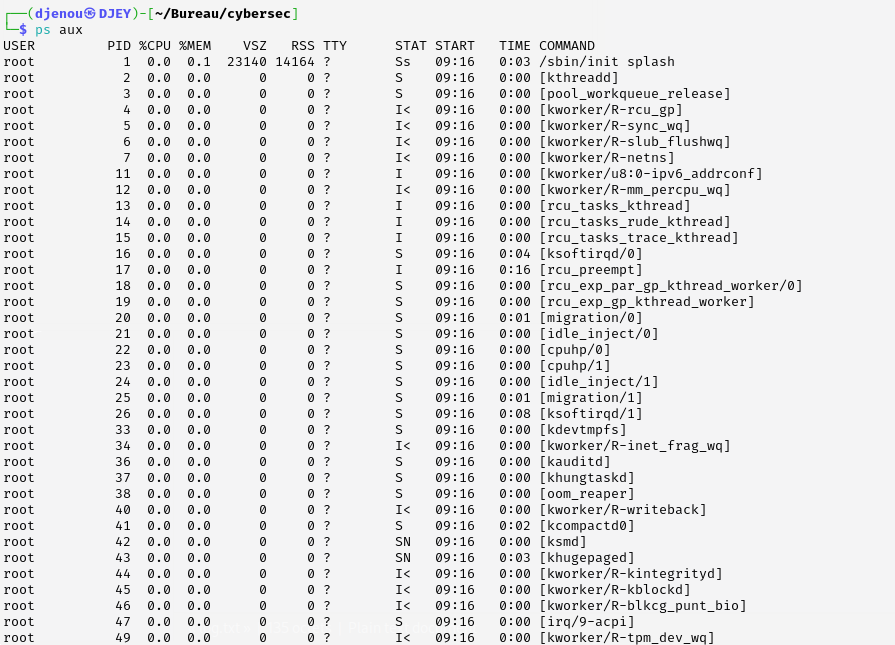 ┌──(djenou㉿DJEY)-[~/Bureau/cybersec]
└─$ ps aux
USER PID %CPU %MEM VSZ RSS TTY STAT START TIME COMMAND
root 1 0.0 0.1 23140 14164 ? Ss 09:16 0:03 /sbin/init splash
root 2 0.0 0.0 0 0 ? S 09:16 0:00 [kthreadd]
root 3 0.0 0.0 0 0 ? S 09:16 0:00 [pool_workqueue_release]
root 4 0.0 0.0 0 0 ? I< 09:16 0:00 [kworker/R-rcu_gp]
root 5 0.0 0.0 0 0 ? I< 09:16 0:00 [kworker/R-sync_wq]
root 6 0.0 0.0 0 0 ? I< 09:16 0:00 [kworker/R-slub_flushwq]
root 7 0.0 0.0 0 0 ? I< 09:16 0:00 [kworker/R-netns]
root 11 0.0 0.0 0 0 ? I 09:16 0:00 [kworker/u8:0-ipv6_addrconf]
root 12 0.0 0.0 0 0 ? I< 09:16 0:00 [kworker/R-mm_percpu_wq]
root 13 0.0 0.0 0 0 ? I 09:16 0:00 [rcu_tasks_kthread]
root 14 0.0 0.0 0 0 ? I 09:16 0:00 [rcu_tasks_rude_kthread]
root 15 0.0 0.0 0 0 ? I 09:16 0:00 [rcu_tasks_trace_kthread]
root 16 0.0 0.0 0 0 ? S 09:16 0:04 [ksoftirqd/0]
root 17 0.0 0.0 0 0 ? I 09:16 0:16 [rcu_preempt]
root 18 0.0 0.0 0 0 ? S 09:16 0:00 [rcu_exp_par_gp_kthread_worker/0]
root 19 0.0 0.0 0 0 ? S 09:16 0:00 [rcu_exp_gp_kthread_worker]
root 20 0.0 0.0 0 0 ? S 09:16 0:01 [migration/0]
root 21 0.0 0.0 0 0 ? S 09:16 0:00 [idle_inject/0]
root 22 0.0 0.0 0 0 ? S 09:16 0:00 [cpuhp/0]
root 23 0.0 0.0 0 0 ? S 09:16 0:00 [cpuhp/1]
root 24 0.0 0.0 0 0 ? S 09:16 0:00 [idle_inject/1]
root 25 0.0 0.0 0 0 ? S 09:16 0:01 [migration/1]
root 26 0.0 0.0 0 0 ? S 09:16 0:08 [ksoftirqd/1]
root 33 0.0 0.0 0 0 ? S 09:16 0:00 [kdevtmpfs]
root 34 0.0 0.0 0 0 ? I< 09:16 0:00 [kworker/R-inet_frag_wq]
root 36 0.0 0.0 0 0 ? S 09:16 0:00 [kauditd]
root 37 0.0 0.0 0 0 ? S 09:16 0:00 [khungtaskd]
root 38 0.0 0.0 0 0 ? S 09:16 0:00 [oom_reaper]
root 40 0.0 0.0 0 0 ? I< 09:16 0:00 [kworker/R-writeback]
root 41 0.0 0.0 0 0 ? S 09:16 0:02 [kcompactd0]
root 42 0.0 0.0 0 0 ? SN 09:16 0:00 [ksmd]
root 43 0.0 0.0 0 0 ? SN 09:16 0:03 [khugepaged]
root 44 0.0 0.0 0 0 ? I< 09:16 0:00 [kworker/R-kintegrityd]
root 45 0.0 0.0 0 0 ? I< 09:16 0:00 [kworker/R-kblockd]
root 46 0.0 0.0 0 0 ? I< 09:16 0:00 [kworker/R-blkcg_punt_bio]
root 47 0.0 0.0 0 0 ? S 09:16 0:00 [irq/9-acpi]
root 49 0.0 0.0 0 0 ? I< 09:16 0:00 [kworker/R-tpm_dev_wq]